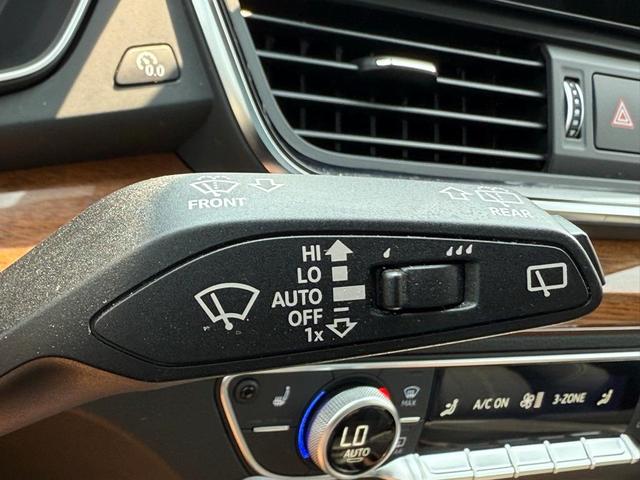 0.0
FRONT
REAR
HI
LO
AUTO
OFF
1x
MAX
LO
AUTO
A/C ON
3-ZONE